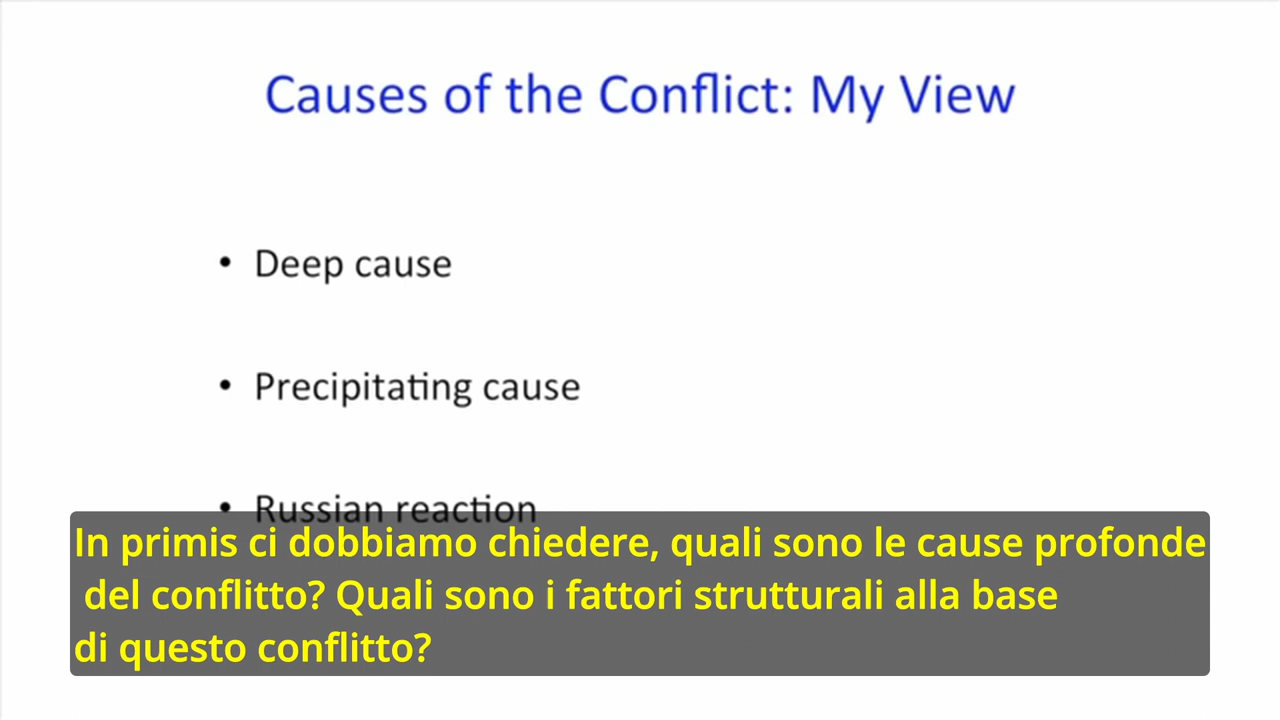 Causes of the Conflict: My View
• Deep cause
• Precipitating cause
• Russian reaction
In primis ci dobbiamo chiedere, quali sono le cause profonde
del conflitto? Quali sono i fattori strutturali alla base
di questo conflitto?